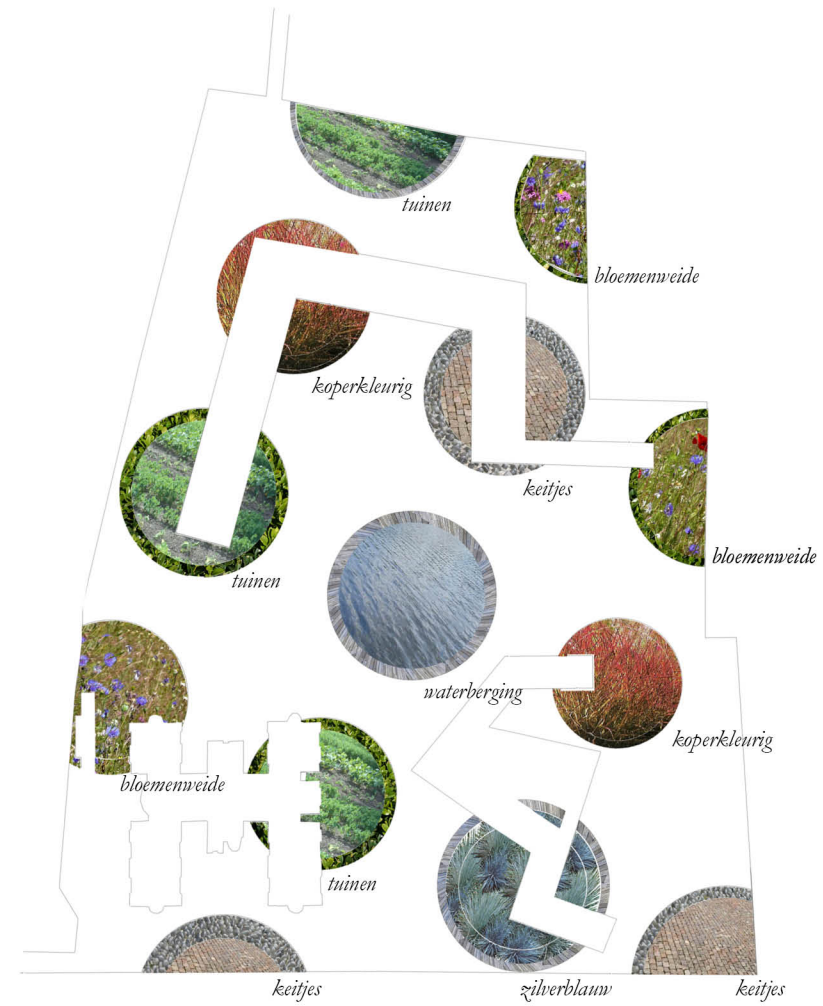 tuinen
bloemenweide
koperkleurig
keitjes
bloemenweide
tuinen
waterberging
koperkleurig
bloemenweide
tuinen
keitjes
zilverblauw
keitjes